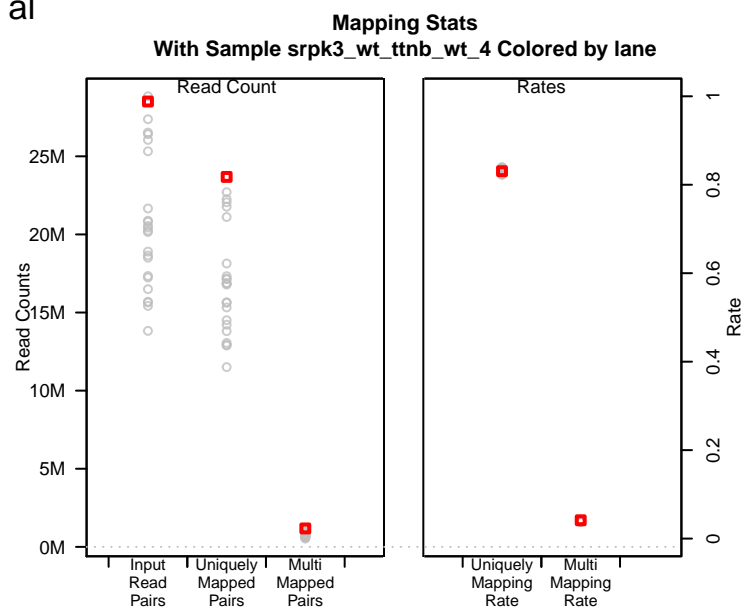 al
Mapping Stats
With Sample srpk3_wt_ttnb_wt_4 Colored by lane
Read Count
Rates
Read Counts
25M
20M
15M
10M
5M
0M
1
0.8
0.6
0.4
0.2
0
Rate
Input
Read
Pairs
Uniquely
Mapped
Pairs
Multi
Mapped
Pairs
Uniquely
Mapping
Rate
Multi
Mapping
Rate